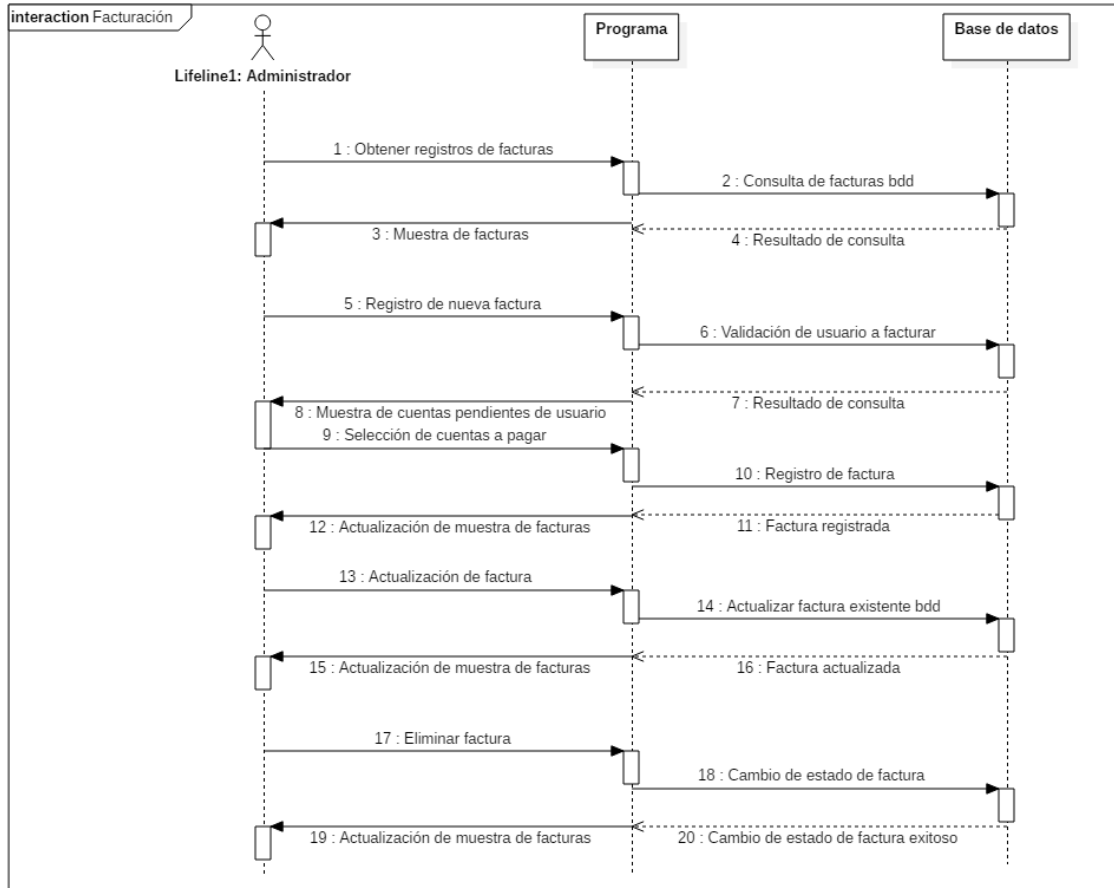 interaction Facturación
Programa
Base de datos
Lifeline1: Administrador
1 : Obtener registros de facturas
2 : Consulta de facturas bdd
3 : Muestra de facturas
4 : Resultado de consulta
5 : Registro de nueva factura
6 : Validación de usuario a facturar
7 : Resultado de consulta
8 : Muestra de cuentas pendientes de usuario
9 : Selección de cuentas a pagar
10 : Registro de factura
12 : Actualización de muestra de facturas
11 : Factura registrada
13 : Actualización de factura
14 : Actualizar factura existente bdd
15 : Actualización de muestra de facturas
16 : Factura actualizada
17 : Eliminar factura
18 : Cambio de estado de factura
19 : Actualización de muestra de facturas
20 : Cambio de estado de factura exitoso